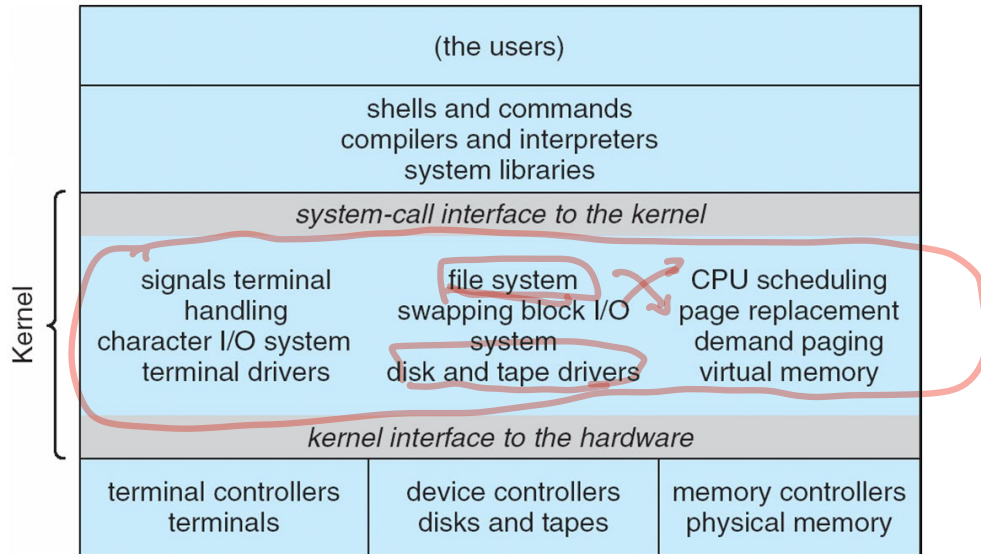 (the users)
shells and commands
compilers and interpreters
system libraries
system-call interface to the kernel
Kernel
signals terminal
handling
character I/O system
terminal drivers
file system
swapping block I/O
system
disk and tape drivers
CPU scheduling
page replacement
demand paging
virtual memory
kernel interface to the hardware
terminal controllers
terminals
device controllers
disks and tapes
memory controllers
physical memory